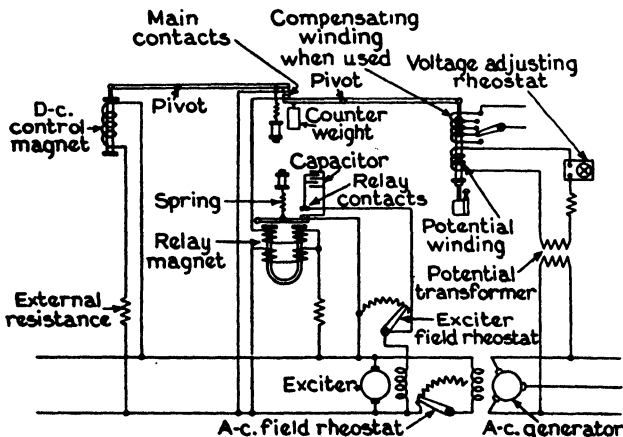 Main
contacts
Compensating
winding
when used
Pivot
Voltage adjusting
rheostat
Pivot
D-c.
control
magnet
Counter
weight
Capacitor
Relay
contacts
Spring
Relay
magnet
Potential
winding
Potential
transformer
External
resistance
Exciter
field rheostat
Exciter
A-c. field rheostat
A-c. generator